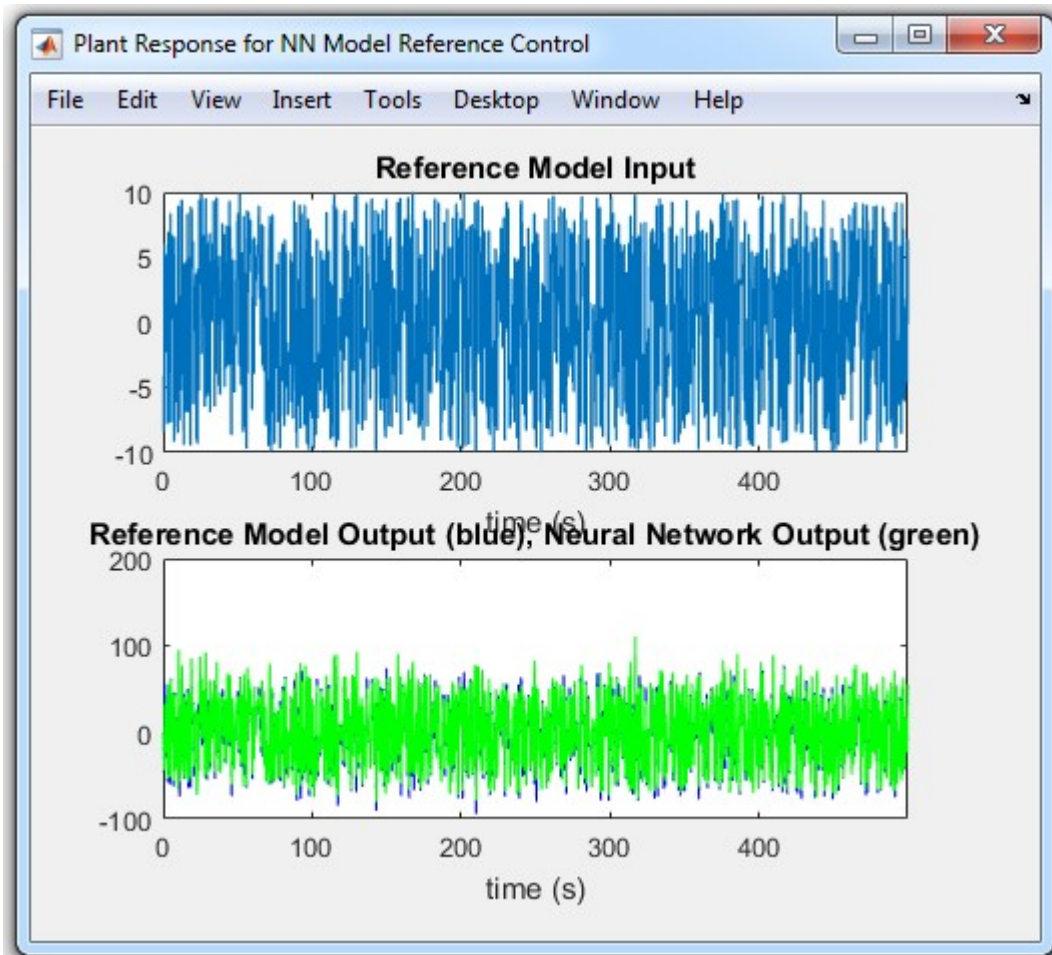 Plant Response for NN Model Reference Control
File Edit View Insert Tools Desktop Window Help
Reference Model Input
10
5
0
-5
-10
0 100 200 300 400
time (s)
Reference Model Output (blue), Neural Network Output (green)
200
100
0
-100
0 100 200 300 400
time (s)